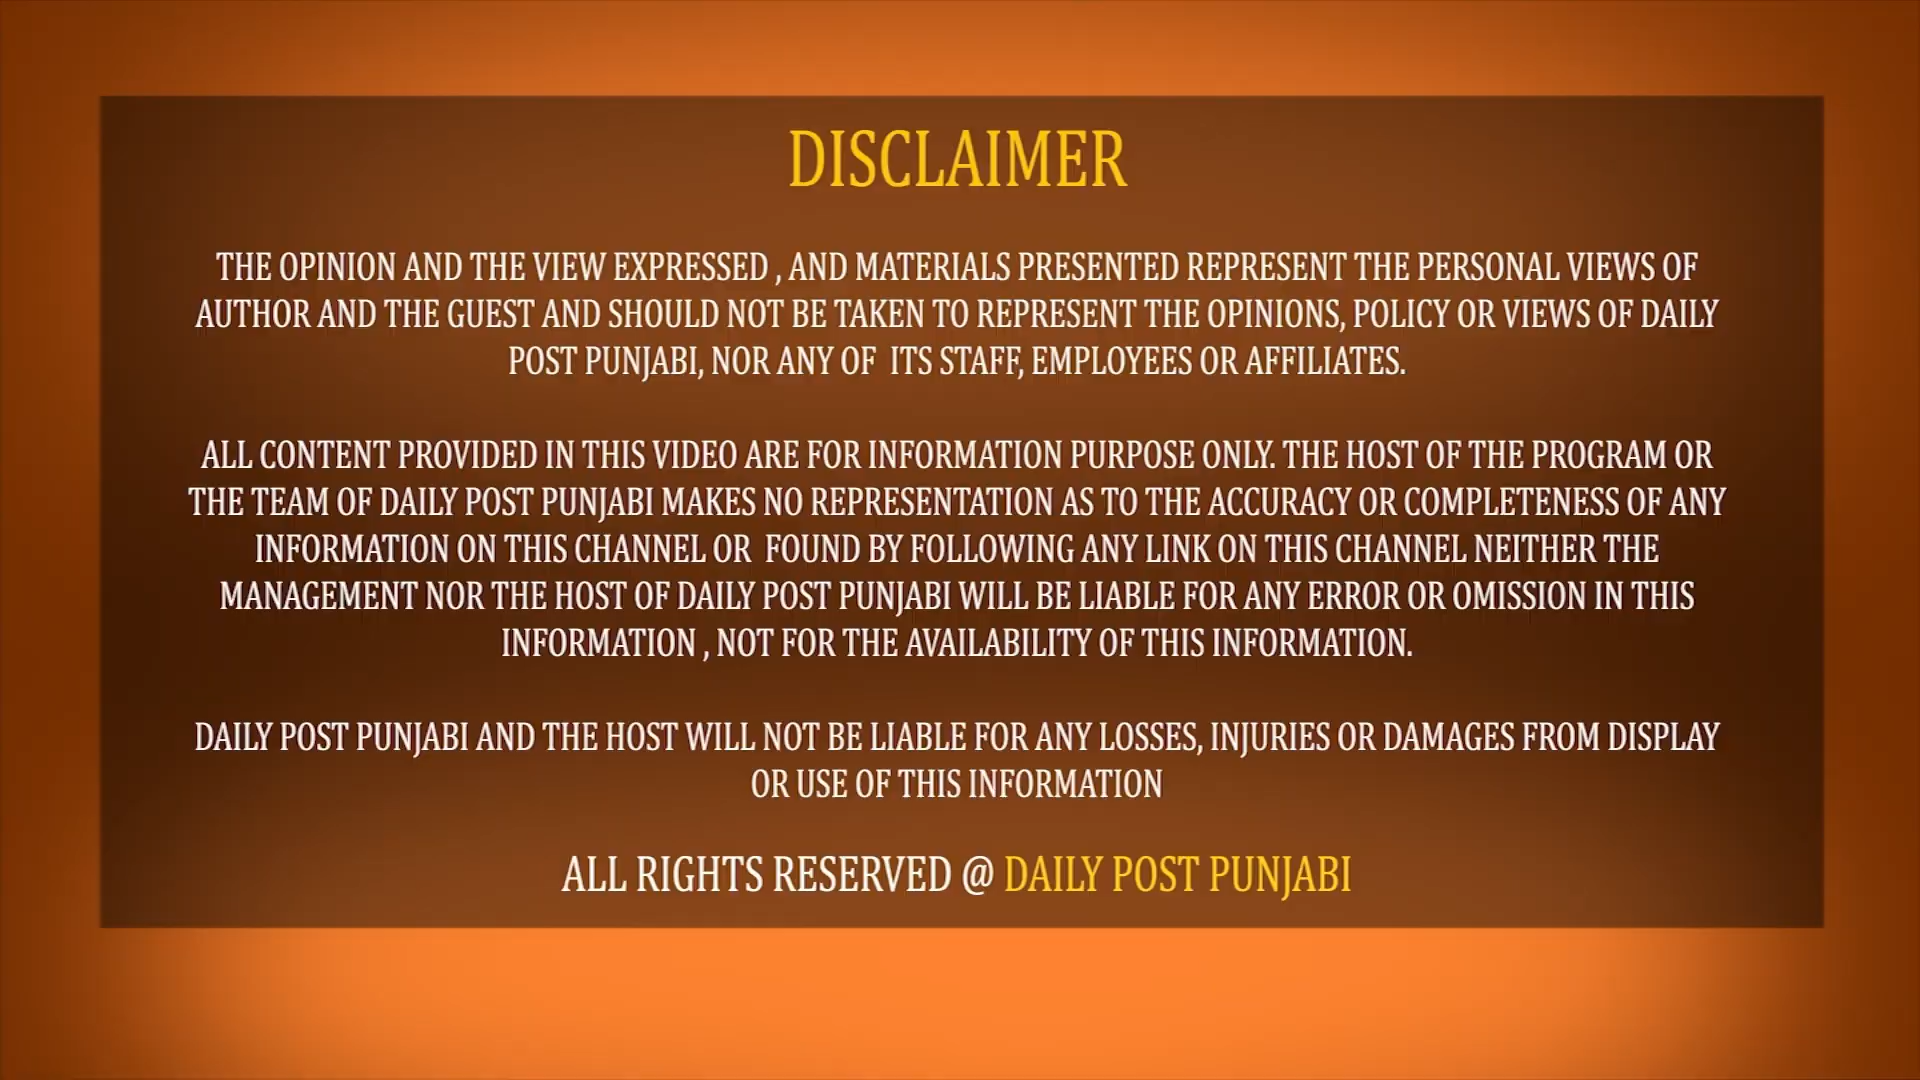 DISCLAIMER
THE OPINION AND THE VIEW EXPRESSED , AND MATERIALS PRESENTED REPRESENT THE PERSONAL VIEWS OF
AUTHOR AND THE GUEST AND SHOULD NOT BE TAKEN TO REPRESENT THE OPINIONS, POLICY OR VIEWS OF DAILY
POST PUNJABI, NOR ANY OF  ITS STAFF, EMPLOYEES OR AFFILIATES.
ALL CONTENT PROVIDED IN THIS VIDEO ARE FOR INFORMATION PURPOSE ONLY. THE HOST OF THE PROGRAM OR
THE TEAM OF DAILY POST PUNJABI MAKES NO REPRESENTATION AS TO THE ACCURACY OR COMPLETENESS OF ANY
INFORMATION ON THIS CHANNEL OR  FOUND BY FOLLOWING ANY LINK ON THIS CHANNEL NEITHER THE
MANAGEMENT NOR THE HOST OF DAILY POST PUNJABI WILL BE LIABLE FOR ANY ERROR OR OMISSION IN THIS
INFORMATION , NOT FOR THE AVAILABILITY OF THIS INFORMATION.
DAILY POST PUNJABI AND THE HOST WILL NOT BE LIABLE FOR ANY LOSSES, INJURIES OR DAMAGES FROM DISPLAY
OR USE OF THIS INFORMATION
ALL RIGHTS RESERVED @ DAILY POST PUNJABI